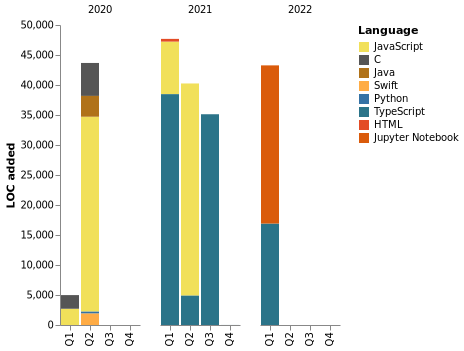 2020 2021 2022
Language
JavaScript
C
Java
Swift
Python
TypeScript
HTML
Jupyter Notebook
LOC added
50,000
45,000
40,000
35,000
30,000
25,000
20,000
15,000
10,000
5,000
0
Q1 Q2 Q3 Q4 Q1 Q2 Q3 Q4 Q1 Q2 Q3 Q4